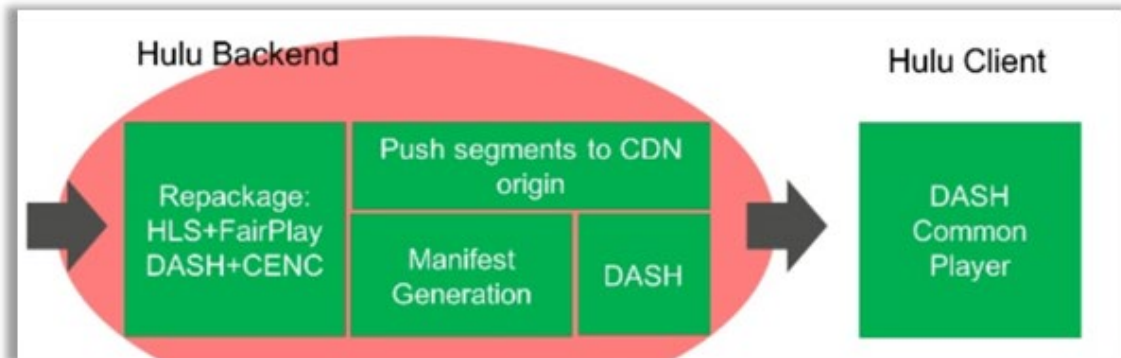 Hulu Backend
Hulu Client
Repackage:
HLS+FairPlay
DASH+CENC
Push segments to CDN
origin
Manifest
Generation
DASH
DASH
Common
Player